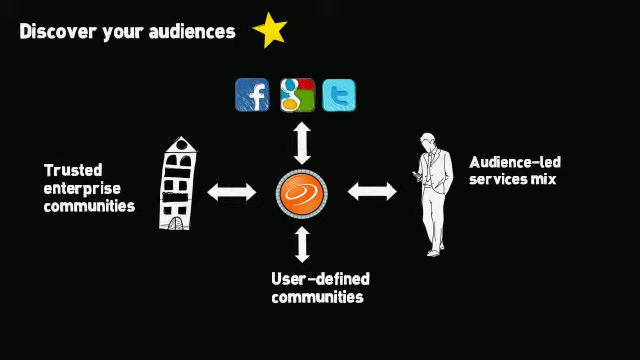 Discover your audiences
f
g
t
Trusted
enterprise
communities
Audience-led
services mix
User-defined
communities